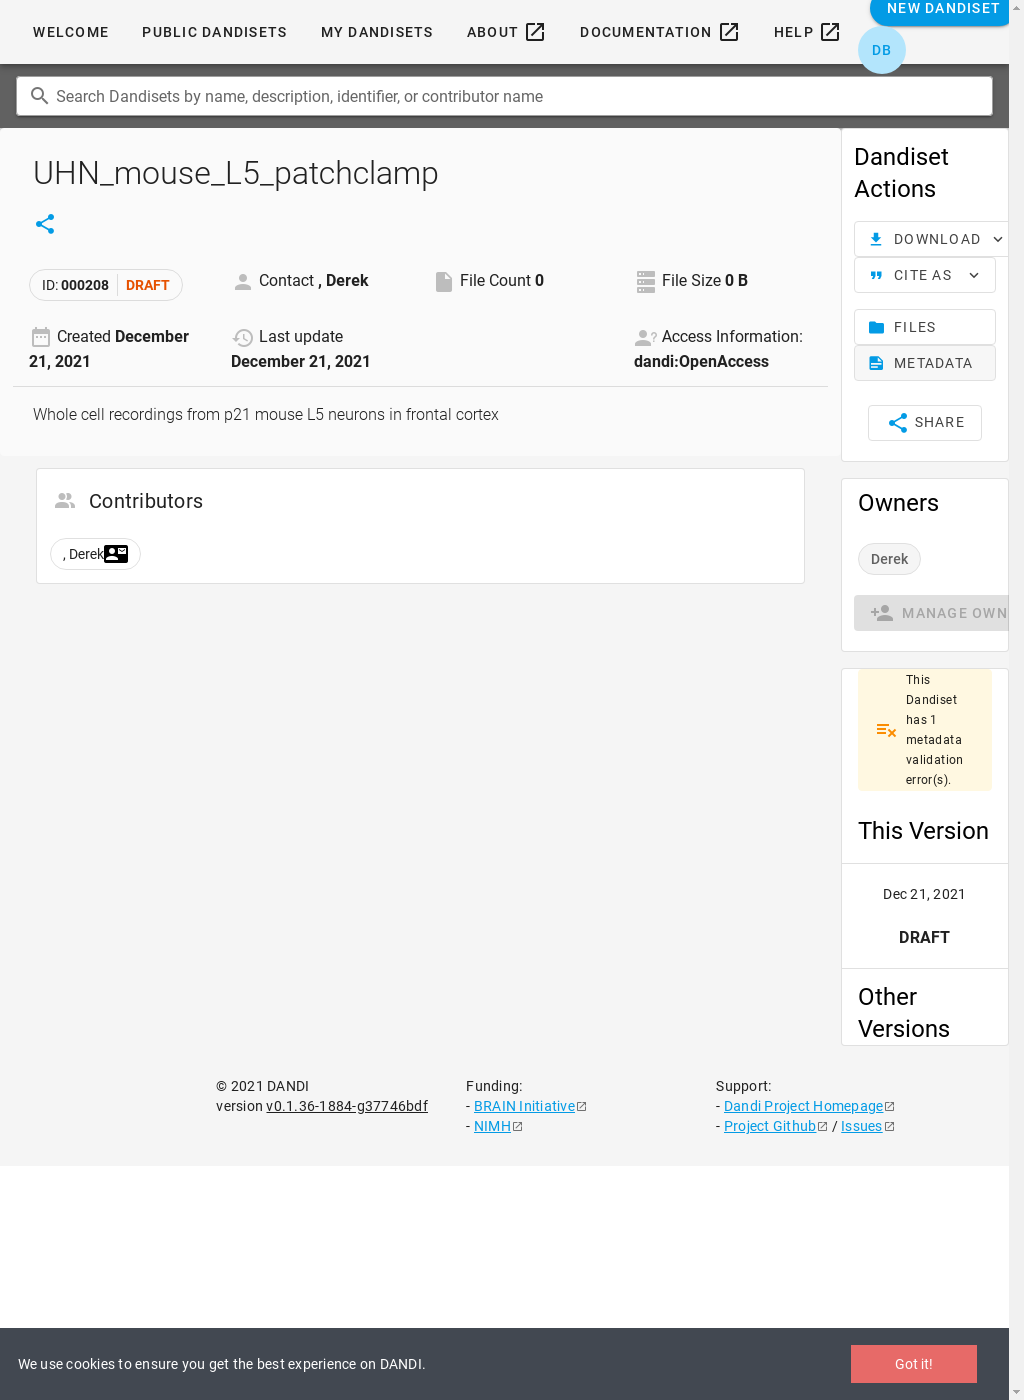 WELCOME
PUBLIC DANDISETS
MY DANDISETS
ABOUT
DOCUMENTATION
HELP
NEW DANDISET
DB
Search Dandisets by name, description, identifier, or contributor name
UHN_mouse_L5_patchclamp
ID: 000208 DRAFT
Contact , Derek
File Count 0
File Size 0 B
Created December
21, 2021
Last update
December 21, 2021
Access Information:
dandi:OpenAccess
Whole cell recordings from p21 mouse L5 neurons in frontal cortex
Contributors
, Derek
Dandiset
Actions
DOWNLOAD
CITE AS
FILES
METADATA
SHARE
Owners
Derek
MANAGE OWN
This
Dandiset
has 1
metadata
validation
error(s).
This Version
Dec 21, 2021
DRAFT
Other
Versions
© 2021 DANDI
version v0.1.36-1884-g37746bdf
Funding:
- BRAIN Initiative
- NIMH
Support:
- Dandi Project Homepage
- Project Github / Issues
We use cookies to ensure you get the best experience on DANDI.
Got it!